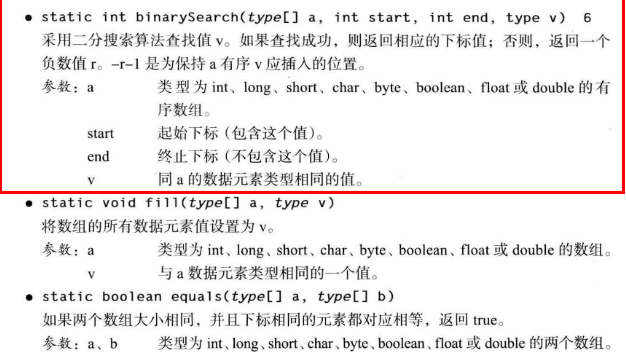 • static int binarySearch(type[] a, int start, int end, type v) 6
采用二分搜索算法查找值 v。如果查找成功，则返回相应的下标值；否则，返回一个
负数值 r。-r-1 是为保持 a 有序 v 应插入的位置。
参数：a 类型为 int、long、short、char、byte、boolean、float 或 double 的有
序数组。
start 起始下标（包含这个值）。
end 终止下标（不包含这个值）。
v 同 a 的数据元素类型相同的值。
• static void fill(type[] a, type v)
将数组的所有数据元素值设置为 v。
参数：a 类型为 int、long、short、char、byte、boolean、float 或 double 的数组。
v 与 a 数据元素类型相同的一个值。
• static boolean equals(type[] a, type[] b)
如果两个数组大小相同，并且下标相同的元素都对应相等，返回 true。
参数：a、b 类型为 int、long、short、char、byte、boolean、float 或 double 的两个数组。